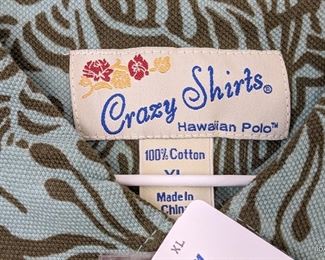 Crazy Shirts®
Hawaiian Polo™
100% Cotton
XL
Made in
China
XL